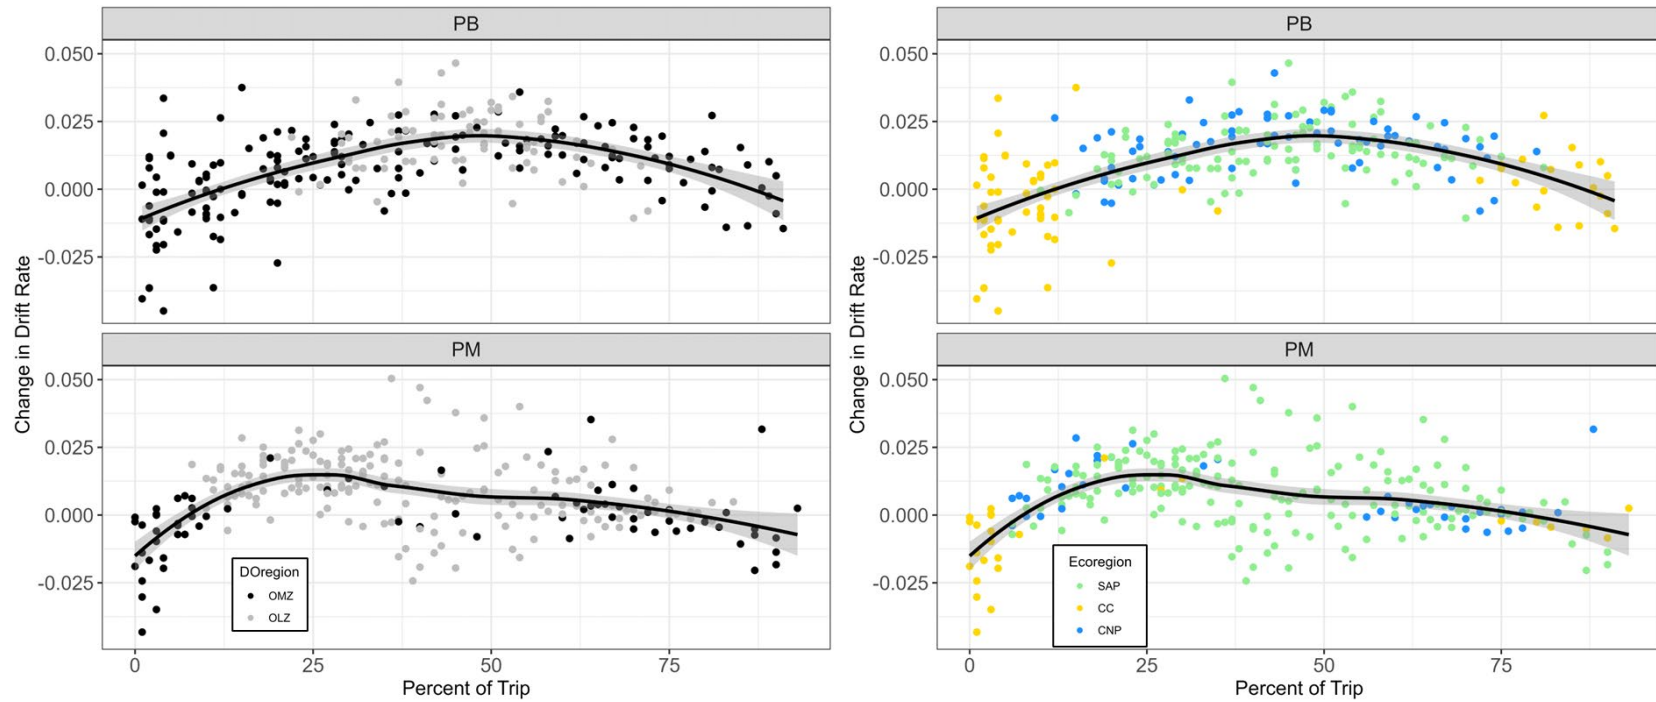 PB
0.050
0.025
0.000
-0.025
PM
0.050
0.025
0.000
-0.025
Change in Drift Rate
DOregion
OMZ
OLZ
0
25
50
75
Percent of Trip
PB
0.050
0.025
0.000
-0.025
PM
0.050
0.025
0.000
-0.025
Change in Drift Rate
Ecoregion
SAP
CC
CNP
0
25
50
75
Percent of Trip